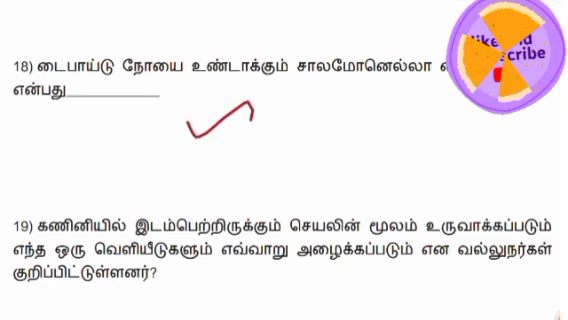 18) டைபாய்டு நோயை உண்டாக்கும் சாலமோனெல்லா
என்பது___________
19) கணினியில் இடம்பெற்றிருக்கும் செயலின் மூலம் உருவாக்கப்படும்
எந்த ஒரு வெளியீடுகளும் எவ்வாறு அழைக்கப்படும் என வல்லுநர்கள்
குறிப்பிட்டுள்ளனர்?